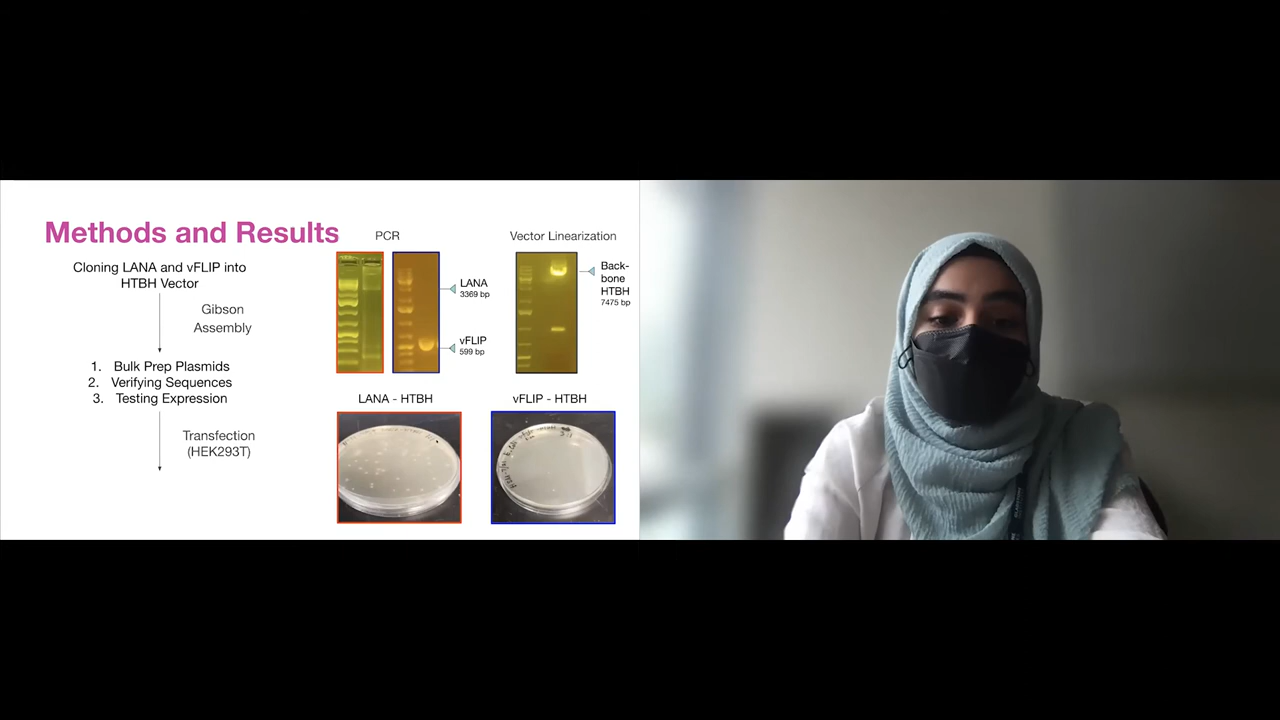 Methods and Results
Cloning LANA and vFLIP into
HTBH Vector
Gibson
Assembly
1. Bulk Prep Plasmids
2. Verifying Sequences
3. Testing Expression
Transfection
(HEK293T)
PCR
LANA
3369 bp
vFLIP
599 bp
Vector Linearization
Back-
bone
HTBH
7475 bp
LANA - HTBH
vFLIP - HTBH